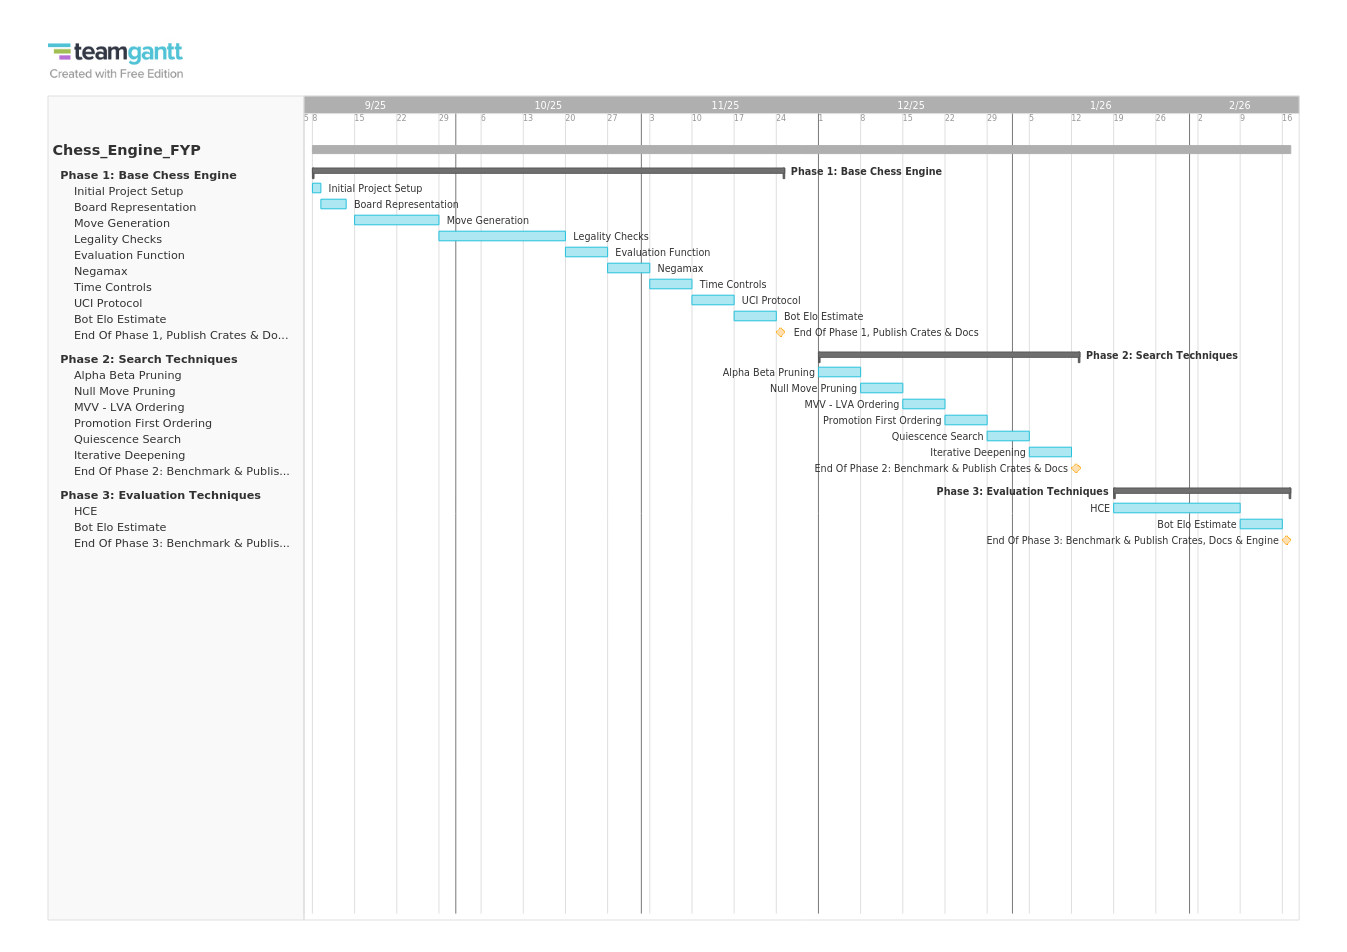 teamgantt
Created with Free Edition
9/25 10/25 11/25 12/25 1/26 2/26
5 8 15 22 29 6 13 20 27 3 10 17 24 1 8 15 22 29 5 12 19 26 2 9 16
Chess_Engine_FYP
Phase 1: Base Chess Engine Phase 1: Base Chess Engine
Initial Project Setup Initial Project Setup
Board Representation Board Representation
Move Generation Move Generation
Legality Checks Legality Checks
Evaluation Function Evaluation Function
Negamax Negamax
Time Controls Time Controls
UCI Protocol UCI Protocol
Bot Elo Estimate Bot Elo Estimate
End Of Phase 1, Publish Crates & Do... End Of Phase 1, Publish Crates & Docs
Phase 2: Search Techniques Phase 2: Search Techniques
Alpha Beta Pruning Alpha Beta Pruning
Null Move Pruning Null Move Pruning
MVV - LVA Ordering MVV - LVA Ordering
Promotion First Ordering Promotion First Ordering
Quiescence Search Quiescence Search
Iterative Deepening Iterative Deepening
End Of Phase 2: Benchmark & Publis... End Of Phase 2: Benchmark & Publish Crates & Docs
Phase 3: Evaluation Techniques Phase 3: Evaluation Techniques
HCE HCE
Bot Elo Estimate Bot Elo Estimate
End Of Phase 3: Benchmark & Publis... End Of Phase 3: Benchmark & Publish Crates, Docs & Engine